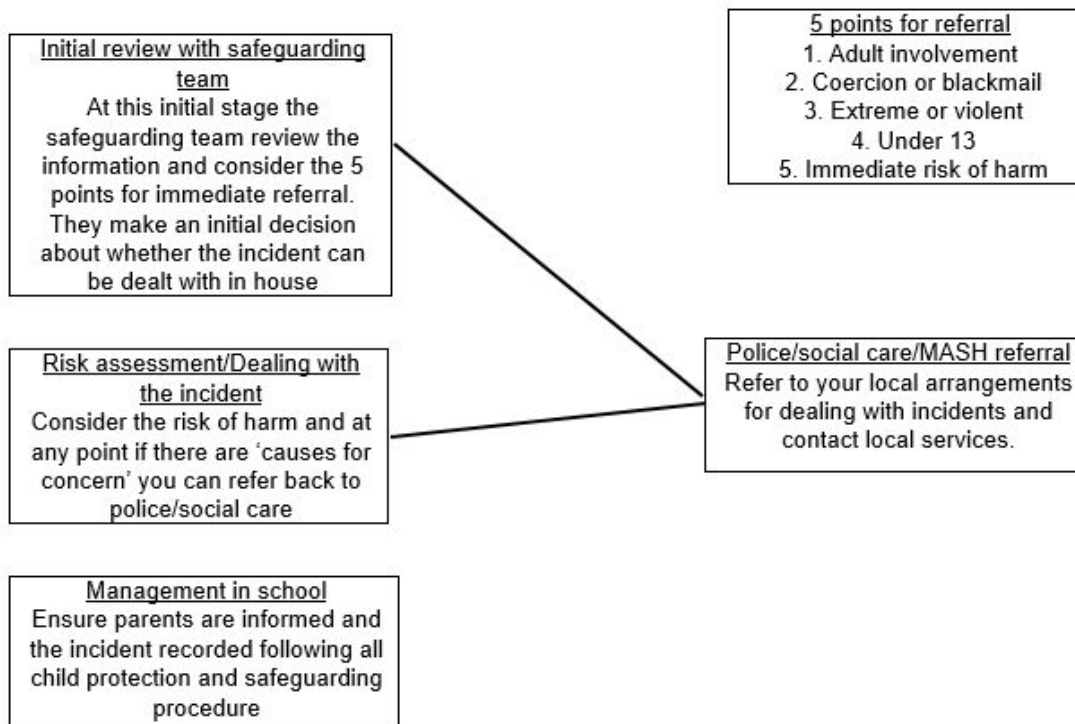 Initial review with safeguarding
team
At this initial stage the
safeguarding team review the
information and consider the 5
points for immediate referral.
They make an initial decision
about whether the incident can
be dealt with in house
5 points for referral
1. Adult involvement
2. Coercion or blackmail
3. Extreme or violent
4. Under 13
5. Immediate risk of harm
Risk assessment/Dealing with
the incident
Consider the risk of harm and at
any point if there are ‘causes for
concern’ you can refer back to
police/social care
Police/social care/MASH referral
Refer to your local arrangements
for dealing with incidents and
contact local services.
Management in school
Ensure parents are informed and
the incident recorded following all
child protection and safeguarding
procedure